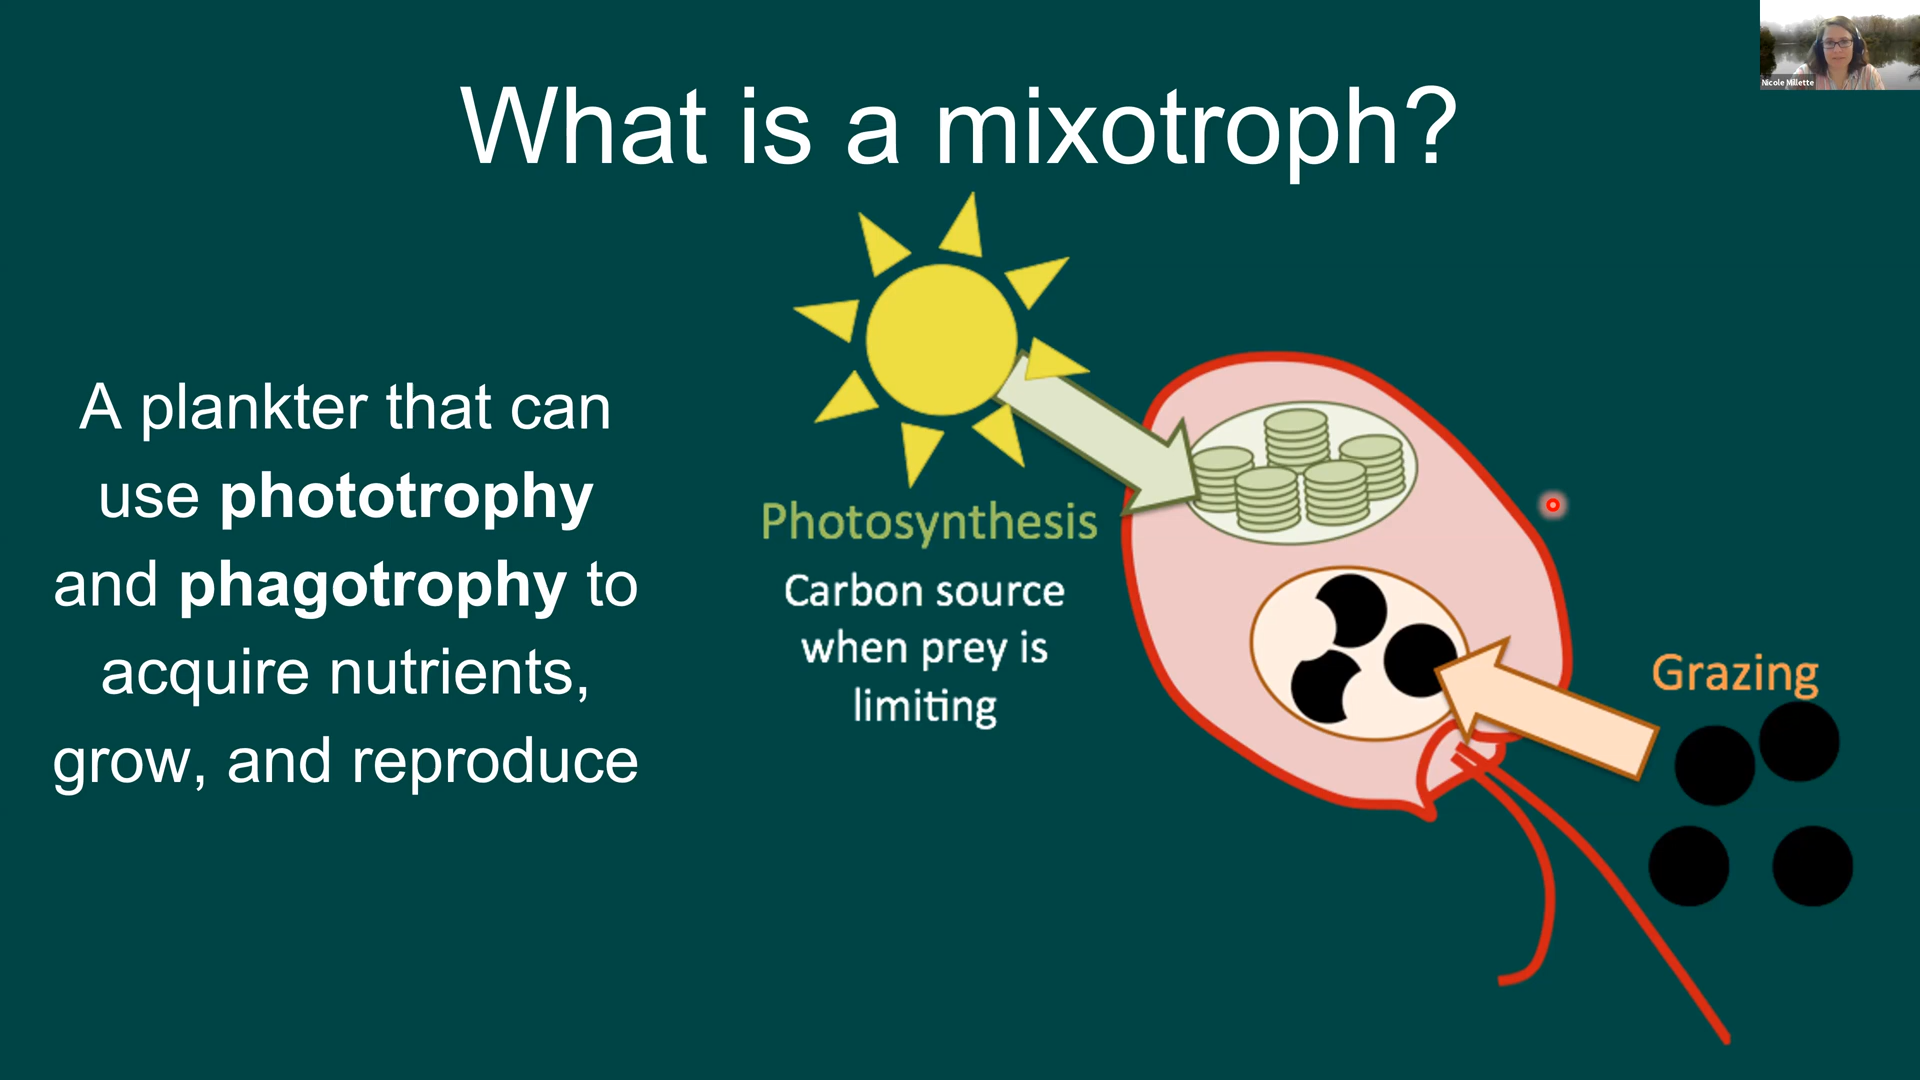 Nicole Millette
What is a mixotroph?
A plankter that can
use phototrophy
and phagotrophy to
acquire nutrients,
grow, and reproduce
Photosynthesis
Carbon source
when prey is
limiting
Grazing